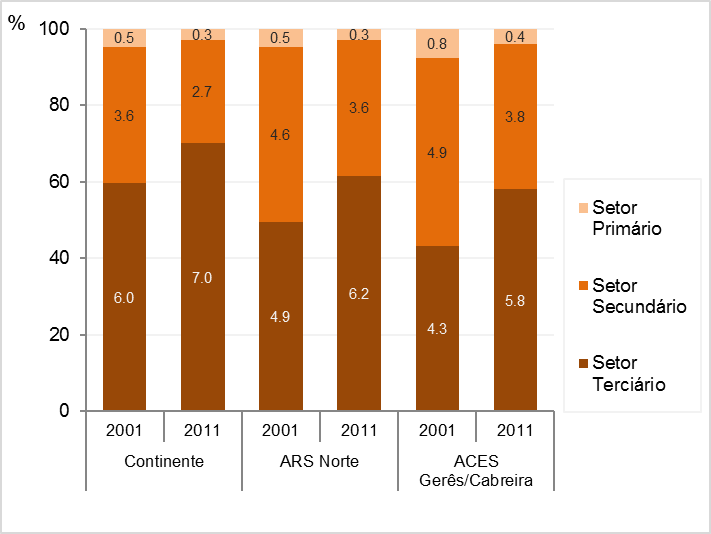 %
100
80
60
40
20
0
0.5 0.3 0.5 0.3 0.8 0.4
3.6 2.7 4.6 3.6 4.9 3.8
6.0 7.0 4.9 6.2 4.3 5.8
2001 2011 2001 2011 2001 2011
Continente ARS Norte ACES
Gerês/Cabreira
Setor
Primário
Setor
Secundário
Setor
Terciário